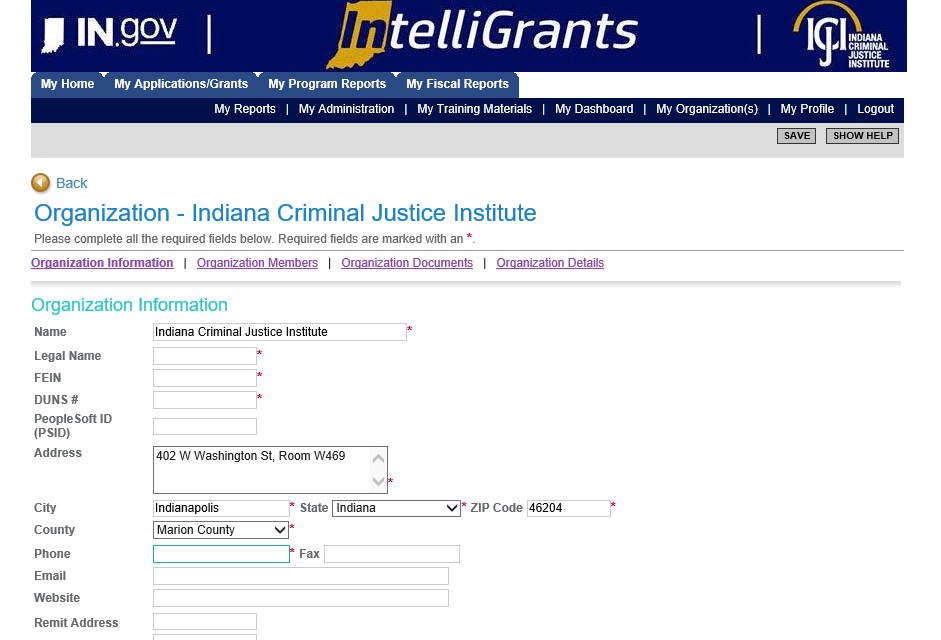 IN.gov | IntelliGrants | ICJI INDIANA CRIMINAL JUSTICE INSTITUTE
My Home My Applications/Grants My Program Reports My Fiscal Reports
My Reports | My Administration | My Training Materials | My Dashboard | My Organization(s) | My Profile | Logout
SAVE SHOW HELP
Back
Organization - Indiana Criminal Justice Institute
Please complete all the required fields below. Required fields are marked with an *.
Organization Information | Organization Members | Organization Documents | Organization Details
Organization Information
Name Indiana Criminal Justice Institute *
Legal Name *
FEIN *
DUNS # *
PeopleSoft ID
(PSID)
Address 402 W Washington St, Room W469 *
City Indianapolis * State Indiana * ZIP Code 46204 *
County Marion County *
Phone * Fax
Email
Website
Remit Address